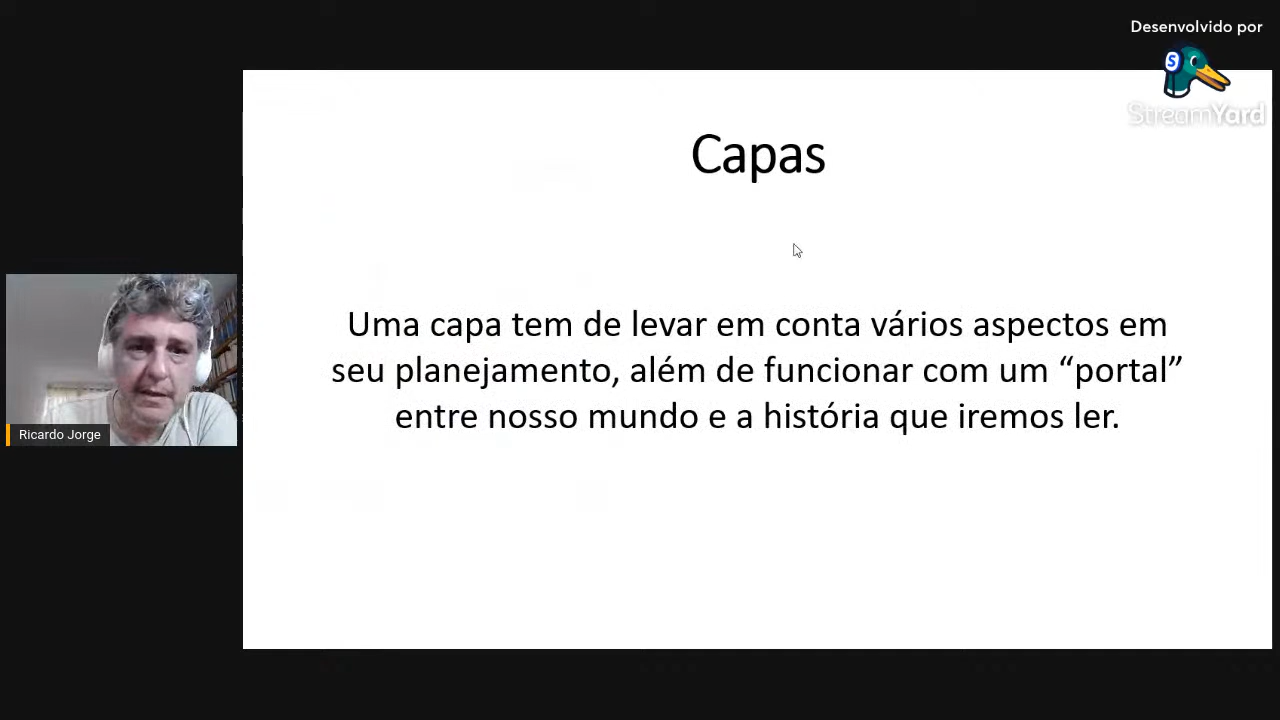 Desenvolvido por
S
StreamYard
Capas
Uma capa tem de levar em conta vários aspectos em
seu planejamento, além de funcionar com um “portal”
entre nosso mundo e a história que iremos ler.
Ricardo Jorge